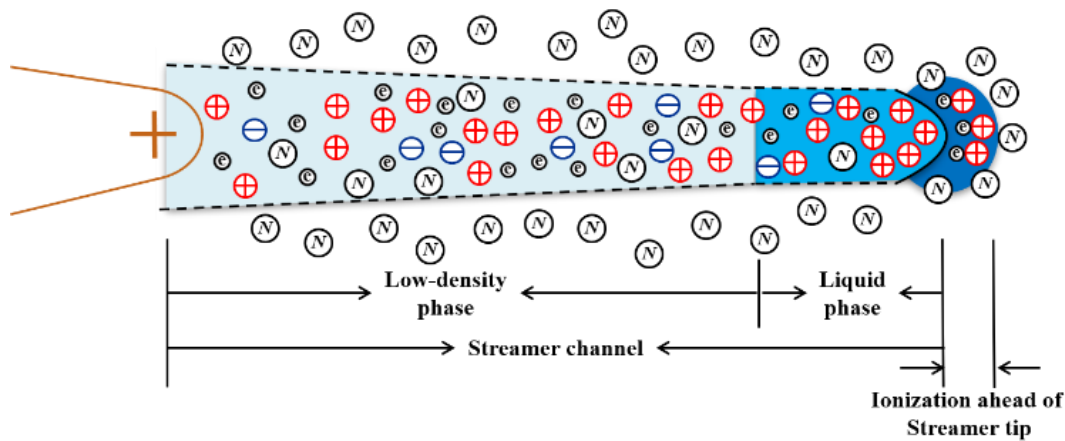 N N N N N N N N N N N N N N
e e e e e e e e e e e e e e e e e e e
N N N N N N N N
+
N N N N N N N N N N N N N N N
Low-density
phase
Liquid
phase
Streamer channel
Ionization ahead of
Streamer tip